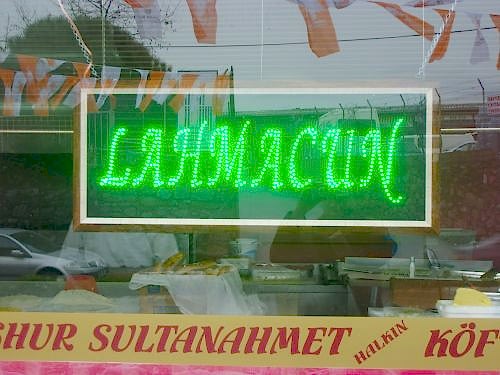 LAHMACUN
SHUR SULTANAHMET HALKIN KÖF